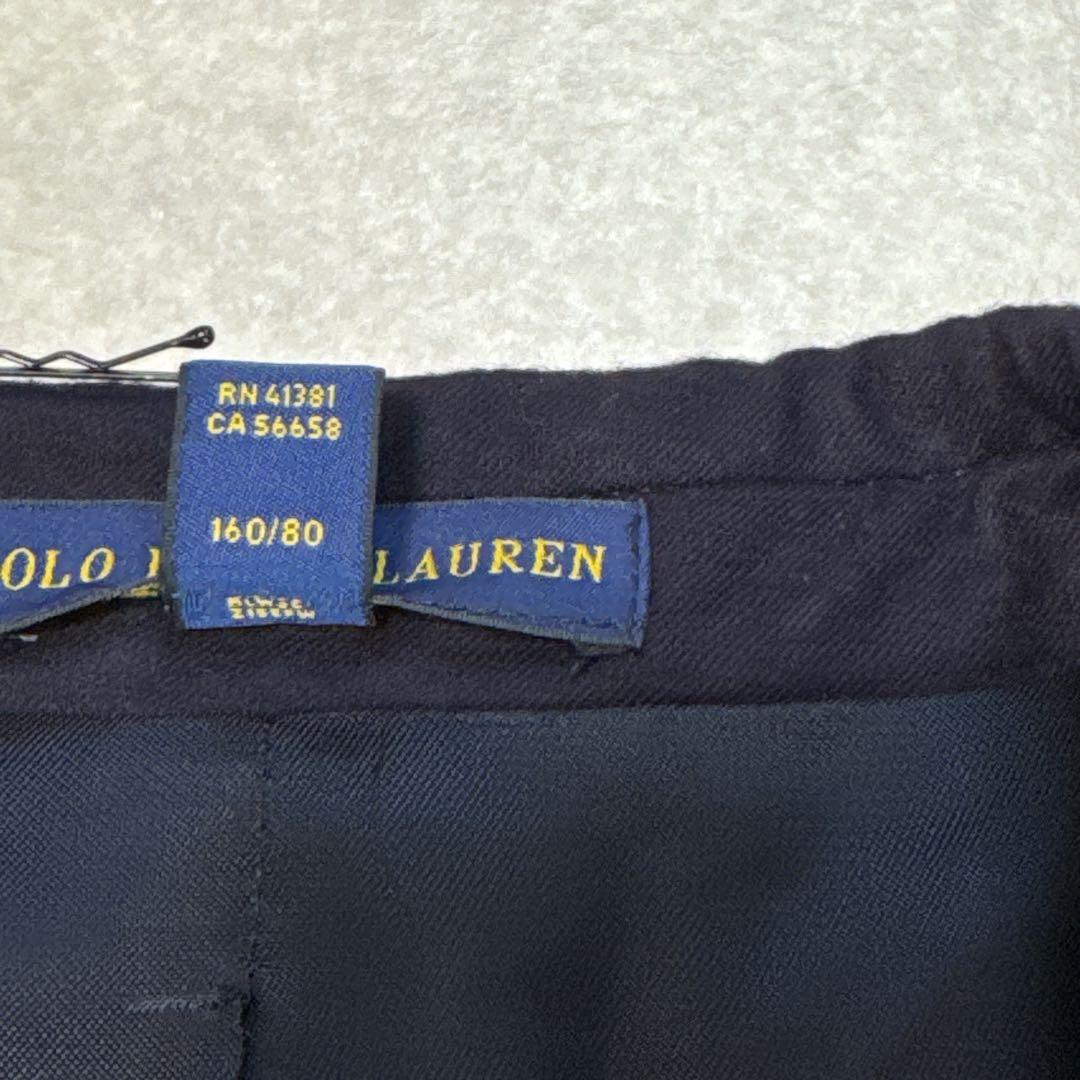 RN 41381
CA 56658
160/80
OLO LAUREN